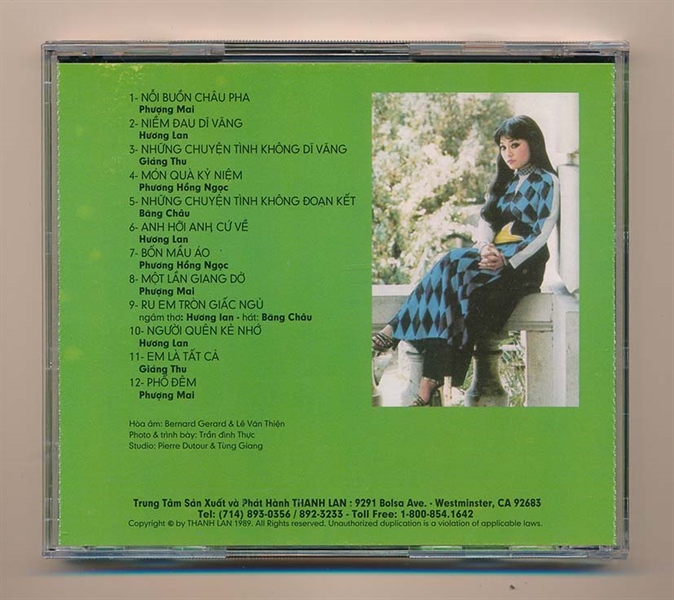 1- NỖI BUỒN CHÂU PHA
Phượng Mai
2- NIỀM ĐAU DĨ VÃNG
Hương Lan
3- NHỮNG CHUYỆN TÌNH KHÔNG DĨ VÃNG
Giáng Thu
4- MÓN QUÀ KỶ NIỆM
Phương Hồng Ngọc
5- NHỮNG CHUYỆN TÌNH KHÔNG ĐOẠN KẾT
Băng Châu
6- ANH HỠI ANH, CỨ VỀ
Hương Lan
7- BỐN MẦU ÁO
Phương Hồng Ngọc
8- MỘT LẦN GIANG DỞ
Phượng Mai
9- RU EM TRÒN GIẤC NGỦ
ngâm thơ: Hương lan - hát: Băng Châu
10- NGƯỜI QUÊN KẺ NHỚ
Hương Lan
11- EM LÀ TẤT CẢ
Giáng Thu
12- PHỐ ĐÊM
Phượng Mai
Hòa âm: Bernard Gerard & Lê Văn Thiện
Photo & trình bày: Trần đình Thục
Studio: Pierre Dutour & Tùng Giang
Trung Tâm Sản Xuất và Phát Hành THANH LAN : 9291 Bolsa Ave. - Westminster, CA 92683
Tel: (714) 893-0356 / 892-3233 - Toll Free: 1-800-854.1642
Copyright © by THANH LAN 1989. All Rights reserved. Unauthorized duplication is a violation of applicable laws.